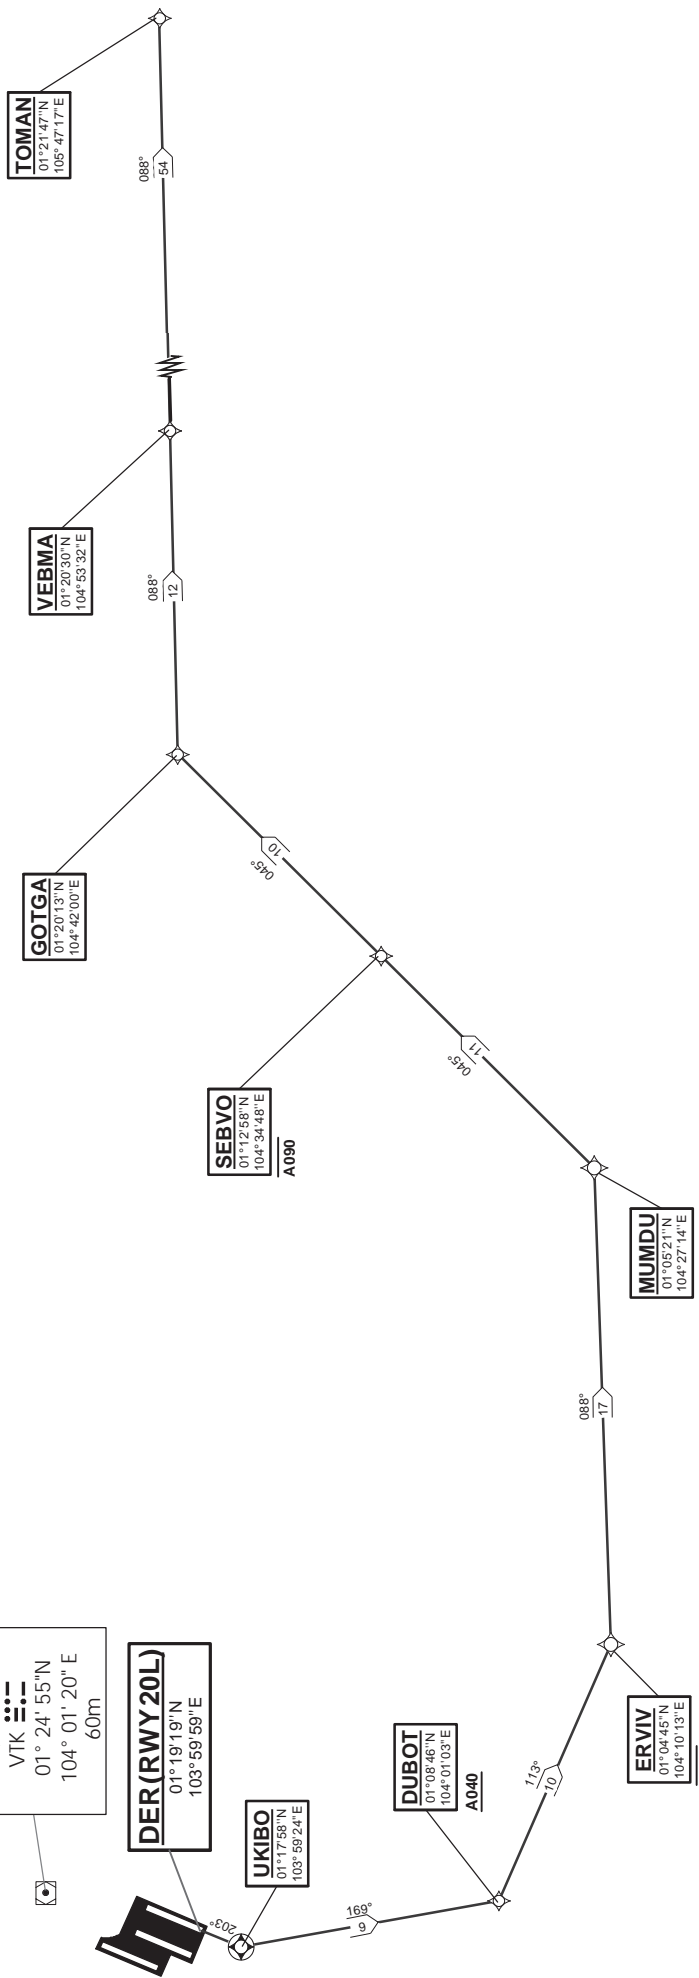 TOMAN
01°21'47"N
105°47'17"E
088°
54
VEBMA
01°20'30"N
104°53'32"E
088°
12
GOTGA
01°20'13"N
104°42'00"E
045°
10
SEBVO
01°12'58"N
104°34'48"E
A090
045°
11
MUMDU
01°05'21"N
104°27'14"E
088°
17
VTK
01° 24' 55"N
104° 01' 20" E
60m
DER(RWY20L)
01°19'19"N
103°59'59"E
203°
UKIBO
01°17'58"N
103°59'24"E
169°
9
DUBOT
01°08'46"N
104°01'03"E
A040
113°
10
ERVIV
01°04'45"N
104°10'13"E